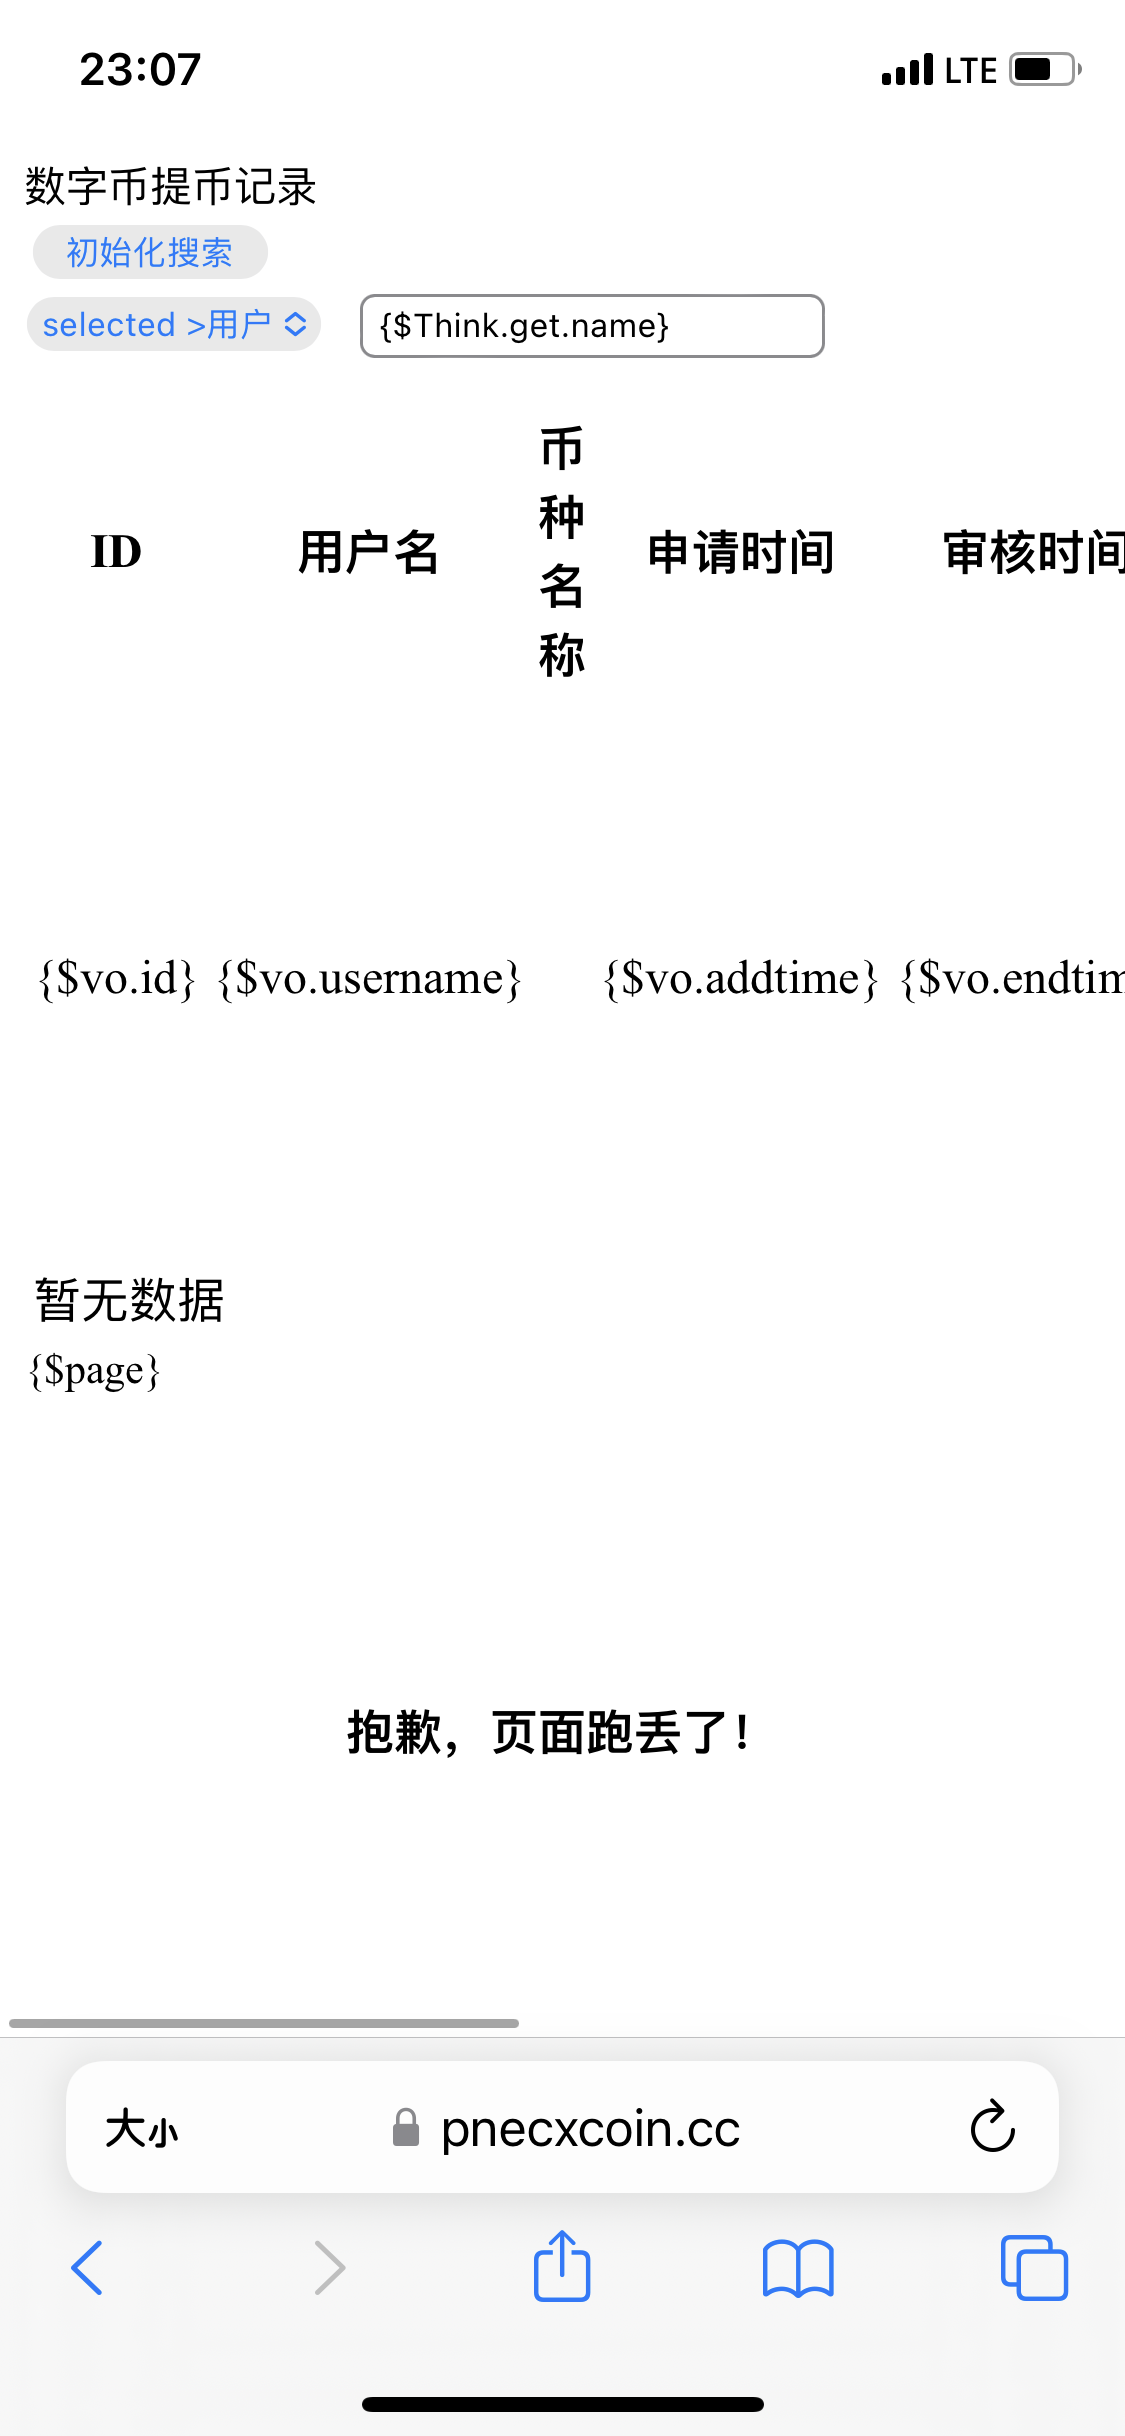 23:07 LTE
数字币提币记录
初始化搜索
selected >用户 {$Think.get.name}
ID 用户名 币种名称 申请时间 审核时间
{$vo.id} {$vo.username} {$vo.addtime} {$vo.endtim
暂无数据
{$page}
抱歉，页面跑丢了！
大小 pnecxcoin.cc